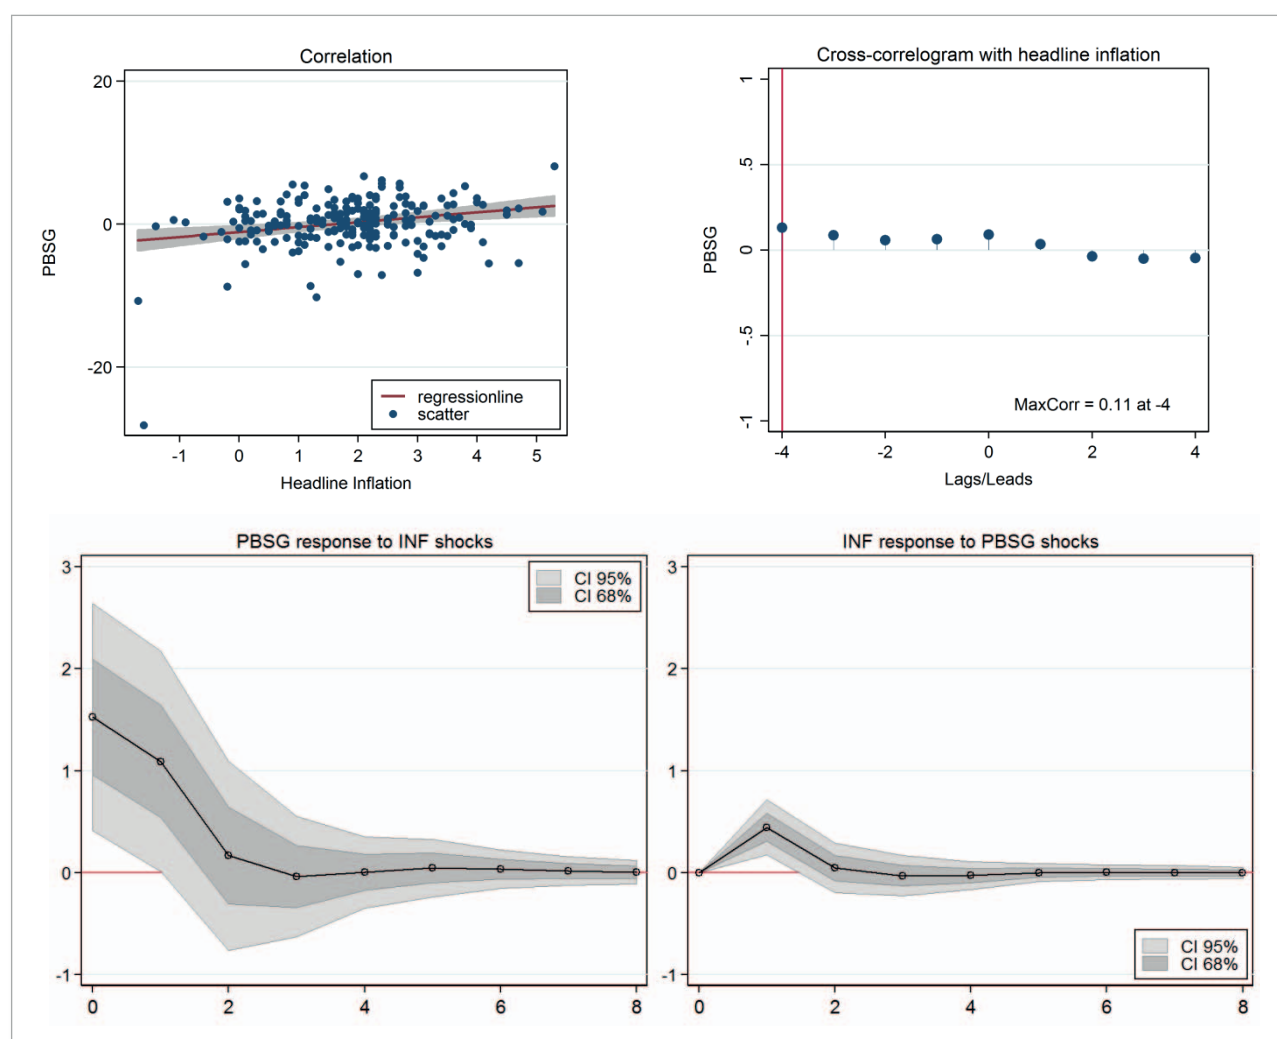 Correlation
20
0
-20
PBSG
regressionline
scatter
-1 0 1 2 3 4 5
Headline Inflation
Cross-correlogram with headline inflation
1
.5
0
-.5
-1
PBSG
MaxCorr = 0.11 at -4
-4 -2 0 2 4
Lags/Leads
PBSG response to INF shocks
3
2
1
0
-1
CI 95%
CI 68%
0 2 4 6 8
INF response to PBSG shocks
3
2
1
0
-1
CI 95%
CI 68%
0 2 4 6 8